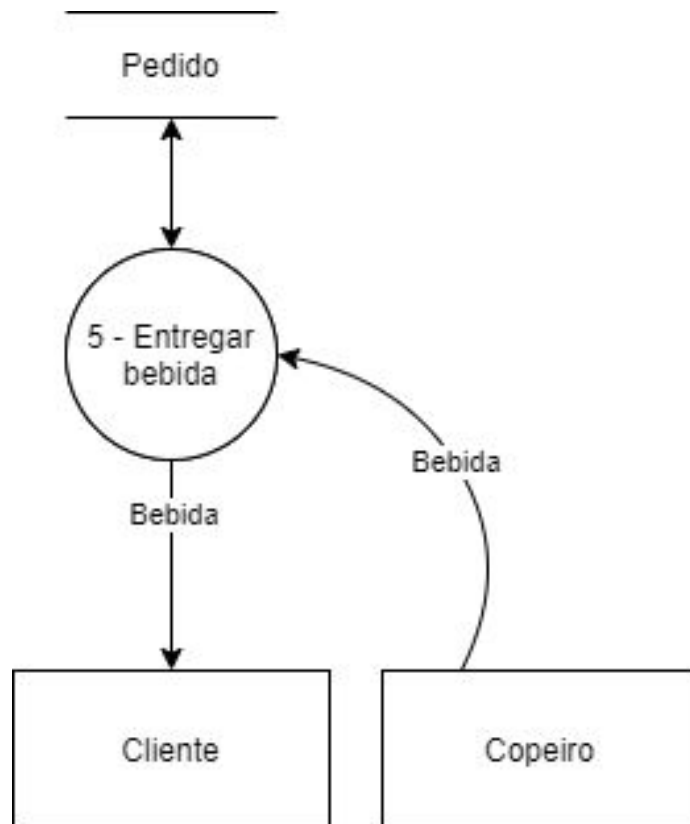 Pedido
5 - Entregar
bebida
Bebida
Bebida
Cliente
Copeiro